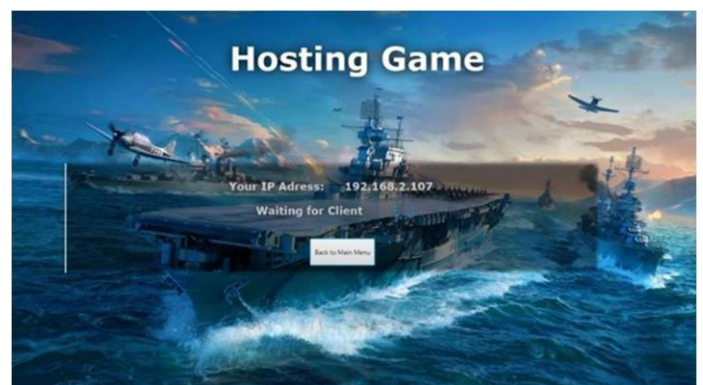 Hosting Game
Your IP Adress: 192.168.2.107
Waiting for Client
Back to Main Menu